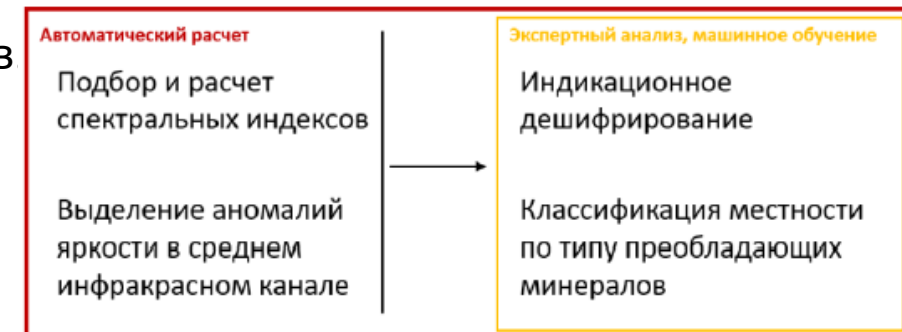 в
Автоматический расчет
Подбор и расчет
спектральных индексов
Выделение аномалий
яркости в среднем
инфракрасном канале
Экспертный анализ, машинное обучение
Индикационное
дешифрирование
Классификация местности
по типу преобладающих
минералов